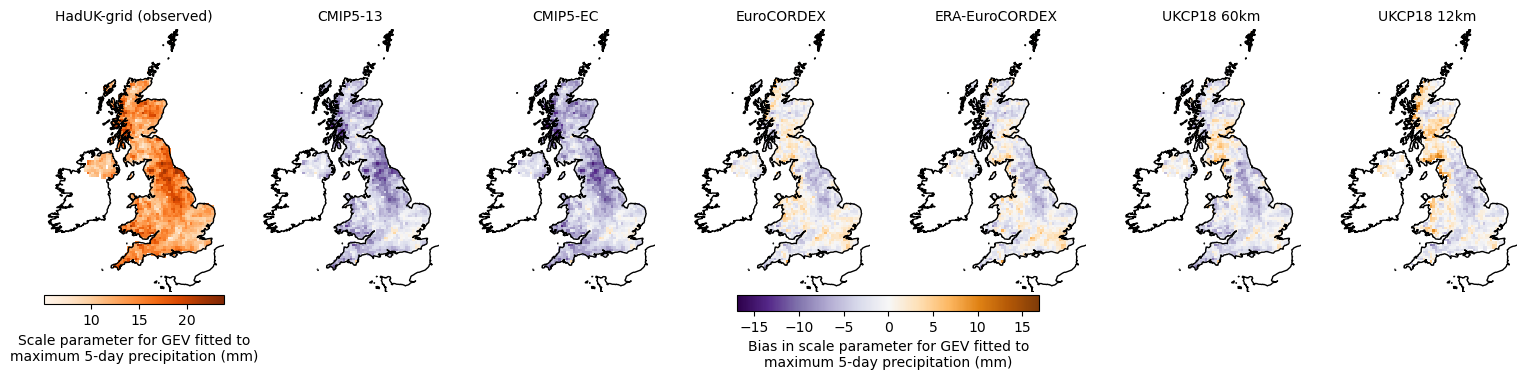 HadUK-grid (observed)
CMIP5-13
CMIP5-EC
EuroCORDEX
ERA-EuroCORDEX
UKCP18 60km
UKCP18 12km
10 15 20
Scale parameter for GEV fitted to
maximum 5-day precipitation (mm)
−15 −10 −5 0 5 10 15
Bias in scale parameter for GEV fitted to
maximum 5-day precipitation (mm)